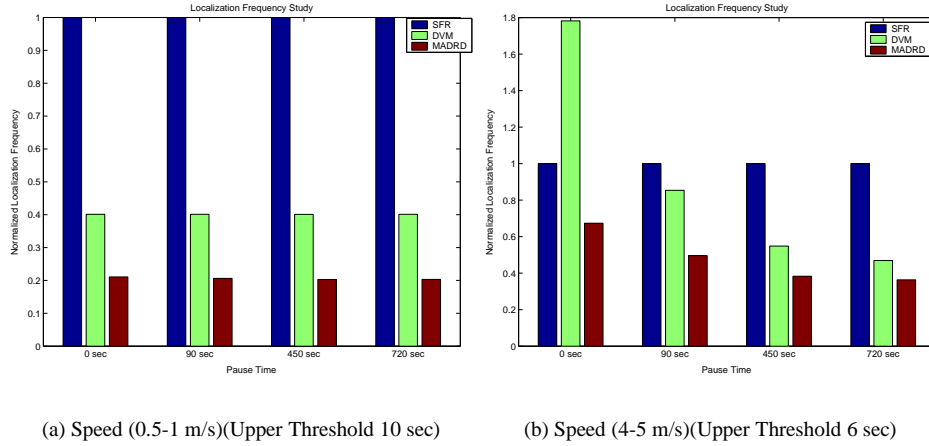 Localization Frequency Study
1
0.9
0.8
0.7
0.6
0.5
0.4
0.3
0.2
0.1
0
Normalized Localization Frequency
SFR
DVM
MADRD
0 sec 90 sec 450 sec 720 sec
Pause Time
(a) Speed (0.5-1 m/s)(Upper Threshold 10 sec)
Localization Frequency Study
1.8
1.6
1.4
1.2
1
0.8
0.6
0.4
0.2
0
Normalized Localization Frequency
SFR
DVM
MADRD
0 sec 90 sec 450 sec 720 sec
Pause Time
(b) Speed (4-5 m/s)(Upper Threshold 6 sec)